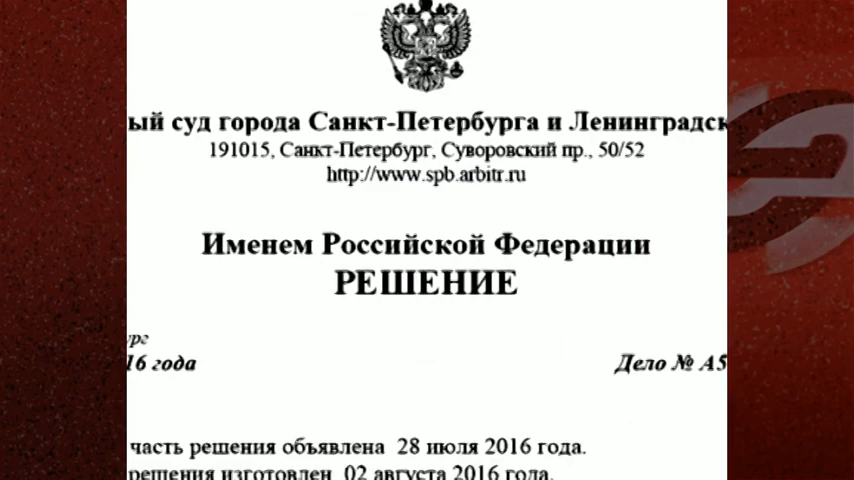 ый суд города Санкт-Петербурга и Ленинградск
191015, Санкт-Петербург, Суворовский пр., 50/52
http://www.spb.arbitr.ru
Именем Российской Федерации
РЕШЕНИЕ
ург
16 года
Дело № А5
часть решения объявлена 28 июля 2016 года.
решения изготовлен 02 августа 2016 года.